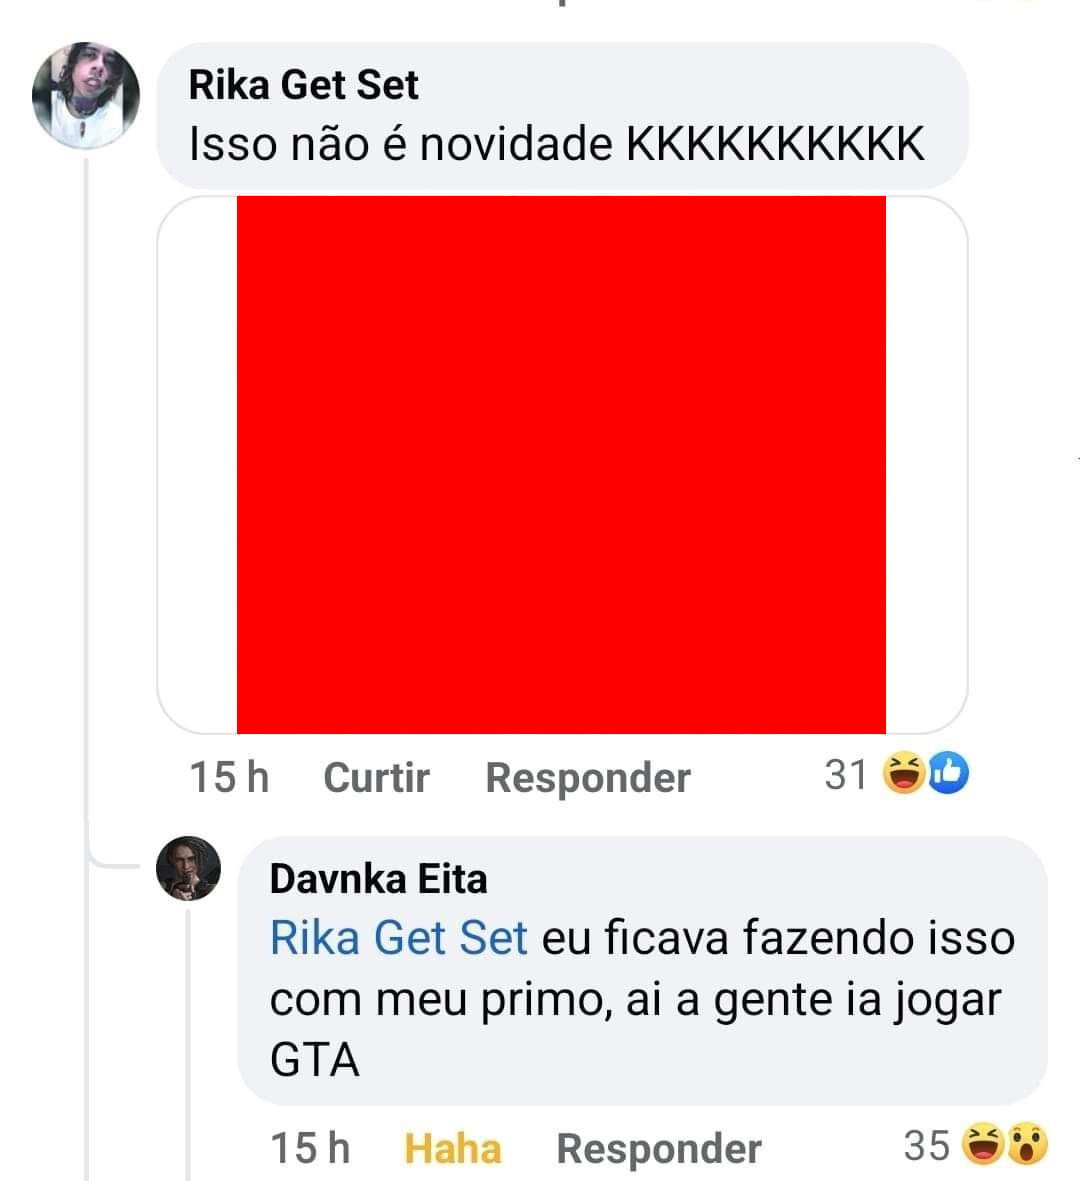 Rika Get Set
Isso não é novidade KKKKKKKKKK
15 h Curtir Responder 31
Davnka Eita
Rika Get Set eu ficava fazendo isso
com meu primo, ai a gente ia jogar
GTA
15 h Haha Responder 35